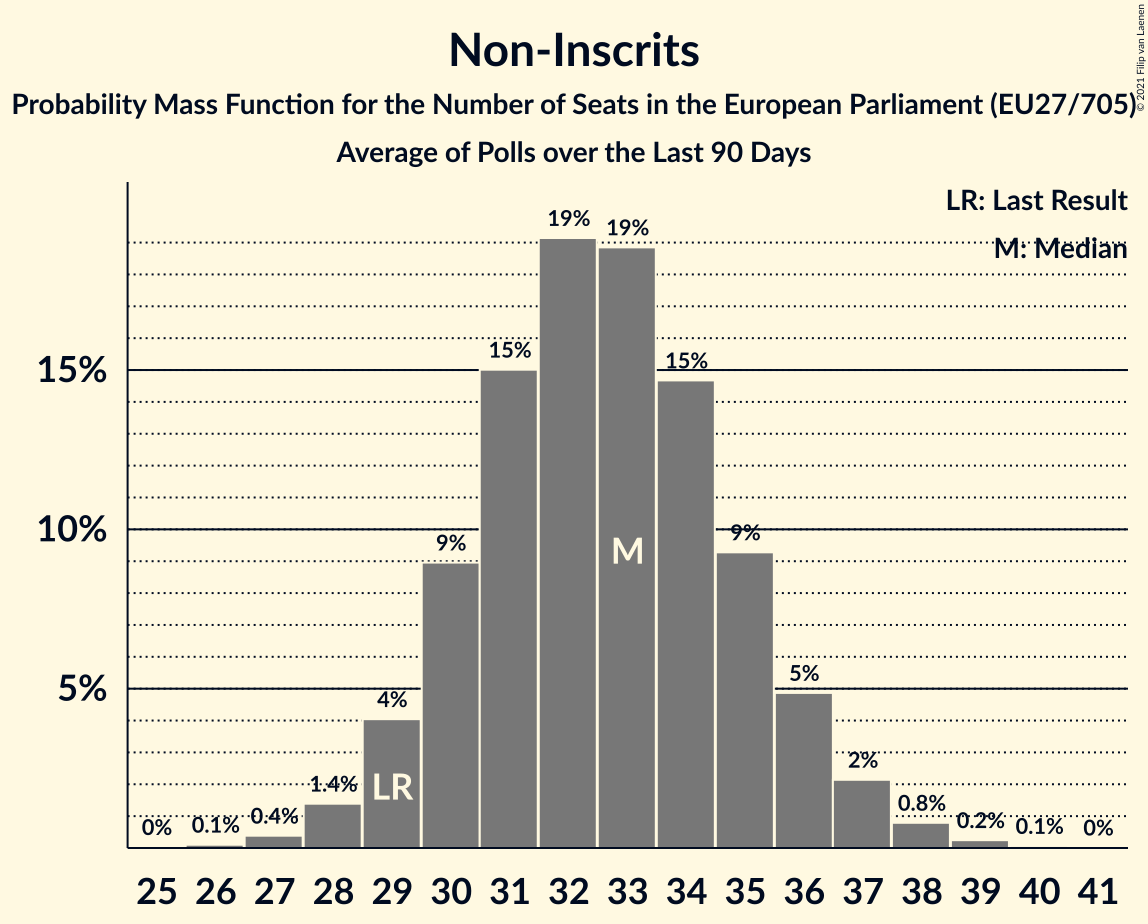 Non-Inscrits
Probability Mass Function for the Number of Seats in the European Parliament (EU27/705)
Average of Polls over the Last 90 Days
© 2021 Filip van Laenen
LR: Last Result
M: Median
19%
19%
15%
15%
15%
10%
9%
9%
M
5%
5%
4%
2%
1.4%
LR
0.8%
0%
0.1%
0.4%
0.2%
0.1%
0%
25 26 27 28 29 30 31 32 33 34 35 36 37 38 39 40 41